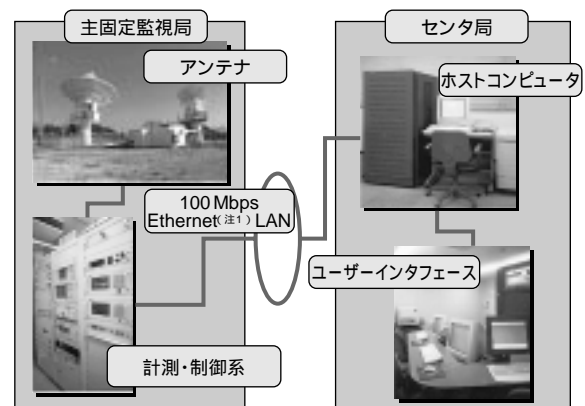 主固定監視局
センタ局
アンテナ
ホストコンピュータ
100 Mbps
Ethernet(注1) LAN
ユーザーインタフェース
計測・制御系